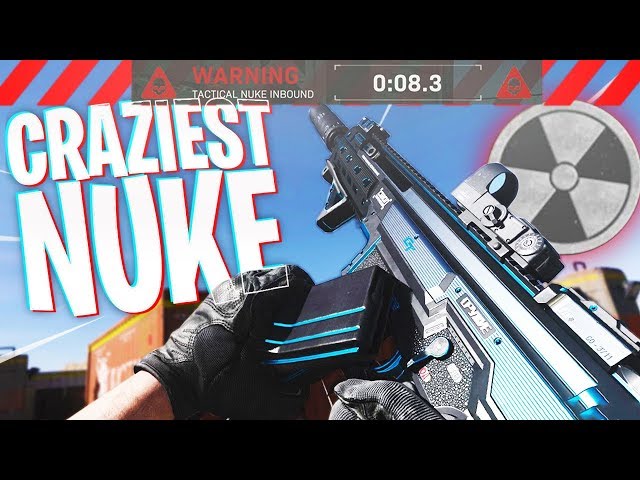 WARNING
TACTICAL NUKE INBOUND
0:08.3
CRAZIEST
NUKE